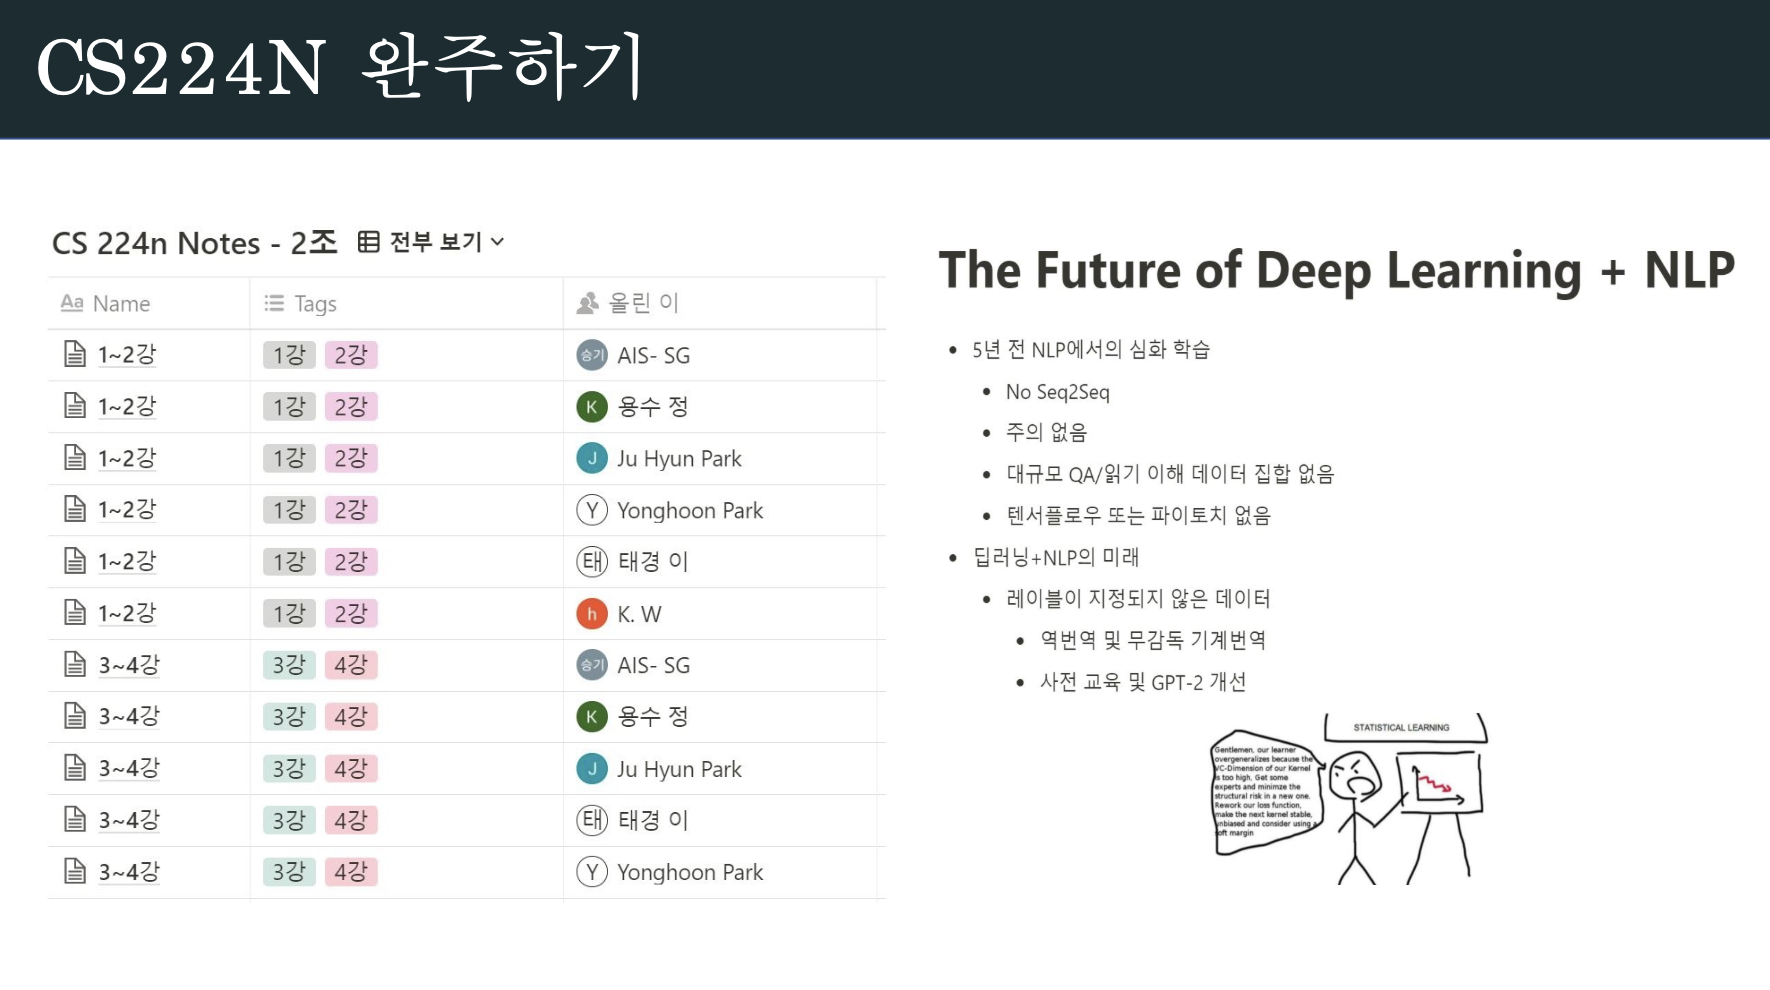 CS224N 완주하기
CS 224n Notes - 2조 전부 보기
Aa Name Tags 올린 이
1~2강 1강 2강 승기 AIS- SG
1~2강 1강 2강 K 용수 정
1~2강 1강 2강 J Ju Hyun Park
1~2강 1강 2강 Y Yonghoon Park
1~2강 1강 2강 태 태경 이
1~2강 1강 2강 h K. W
3~4강 3강 4강 승기 AIS- SG
3~4강 3강 4강 K 용수 정
3~4강 3강 4강 J Ju Hyun Park
3~4강 3강 4강 태 태경 이
3~4강 3강 4강 Y Yonghoon Park
The Future of Deep Learning + NLP
• 5년 전 NLP에서의 심화 학습
• No Seq2Seq
• 주의 없음
• 대규모 QA/읽기 이해 데이터 집합 없음
• 텐서플로우 또는 파이토치 없음
• 딥러닝+NLP의 미래
• 레이블이 지정되지 않은 데이터
• 역번역 및 무감독 기계번역
• 사전 교육 및 GPT-2 개선
STATISTICAL LEARNING
Gentlemen, our learner
overgeneralizes because the
VC-Dimension of our Kernel
is too high, Get some
experts and minimze the
structural risk in a new one.
Rework our loss function,
make the next kernel stable,
unbiased and consider using a
soft margin